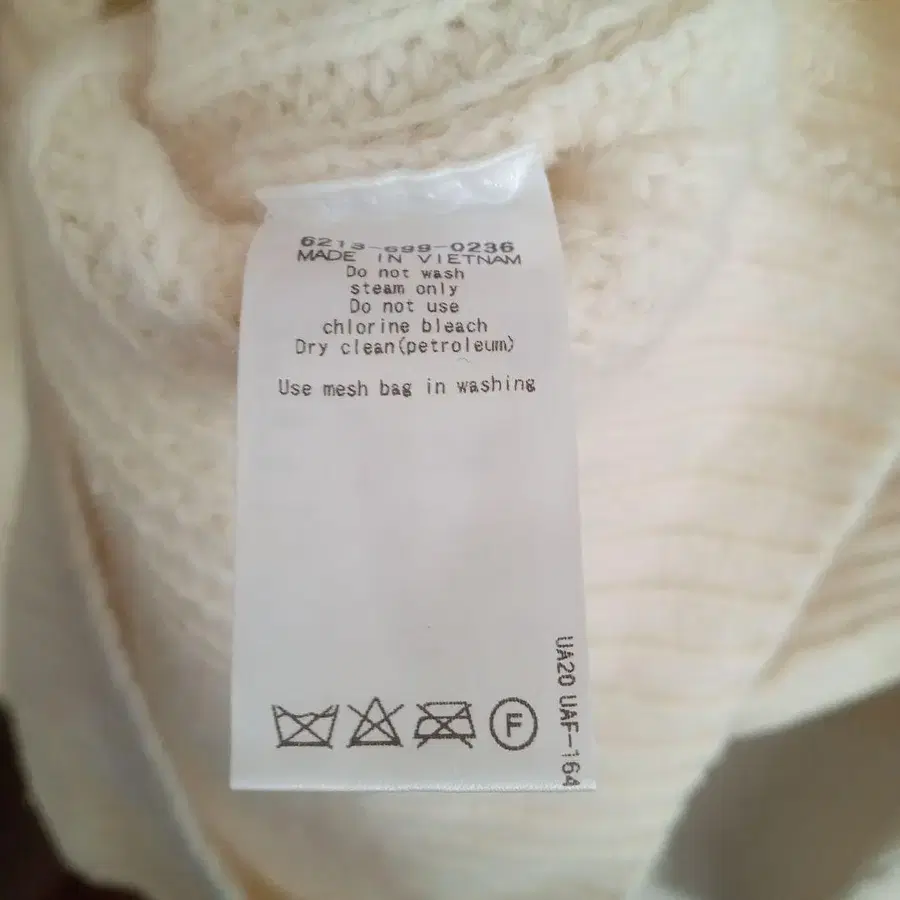 6213-699-0236
MADE IN VIETNAM
Do not wash
steam only
Do not use
chlorine bleach
Dry clean(petroleum)
Use mesh bag in washing
F
UA20 UAF-164